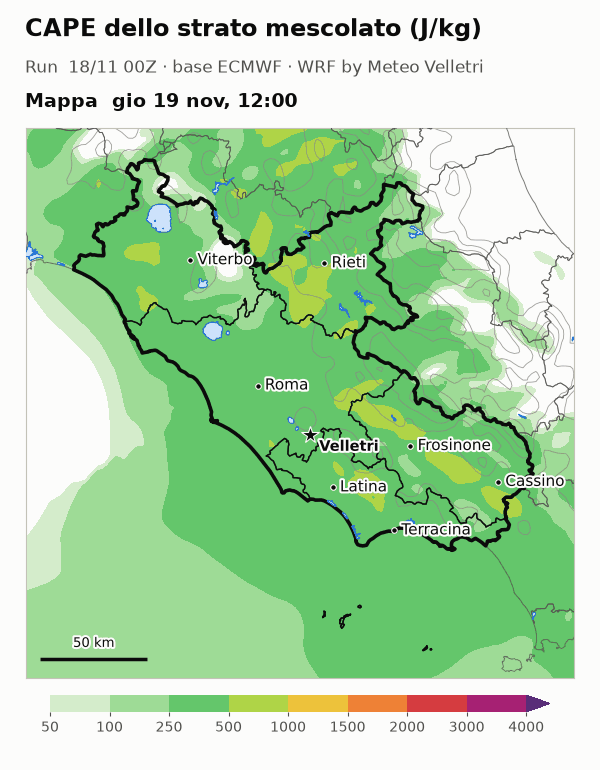 CAPE dello strato mescolato (J/kg)
Run 18/11 00Z · base ECMWF · WRF by Meteo Velletri
Mappa gio 19 nov, 12:00
Viterbo
Rieti
Roma
Velletri
Frosinone
Cassino
Latina
Terracina
50 km
50 100 250 500 1000 1500 2000 3000 4000